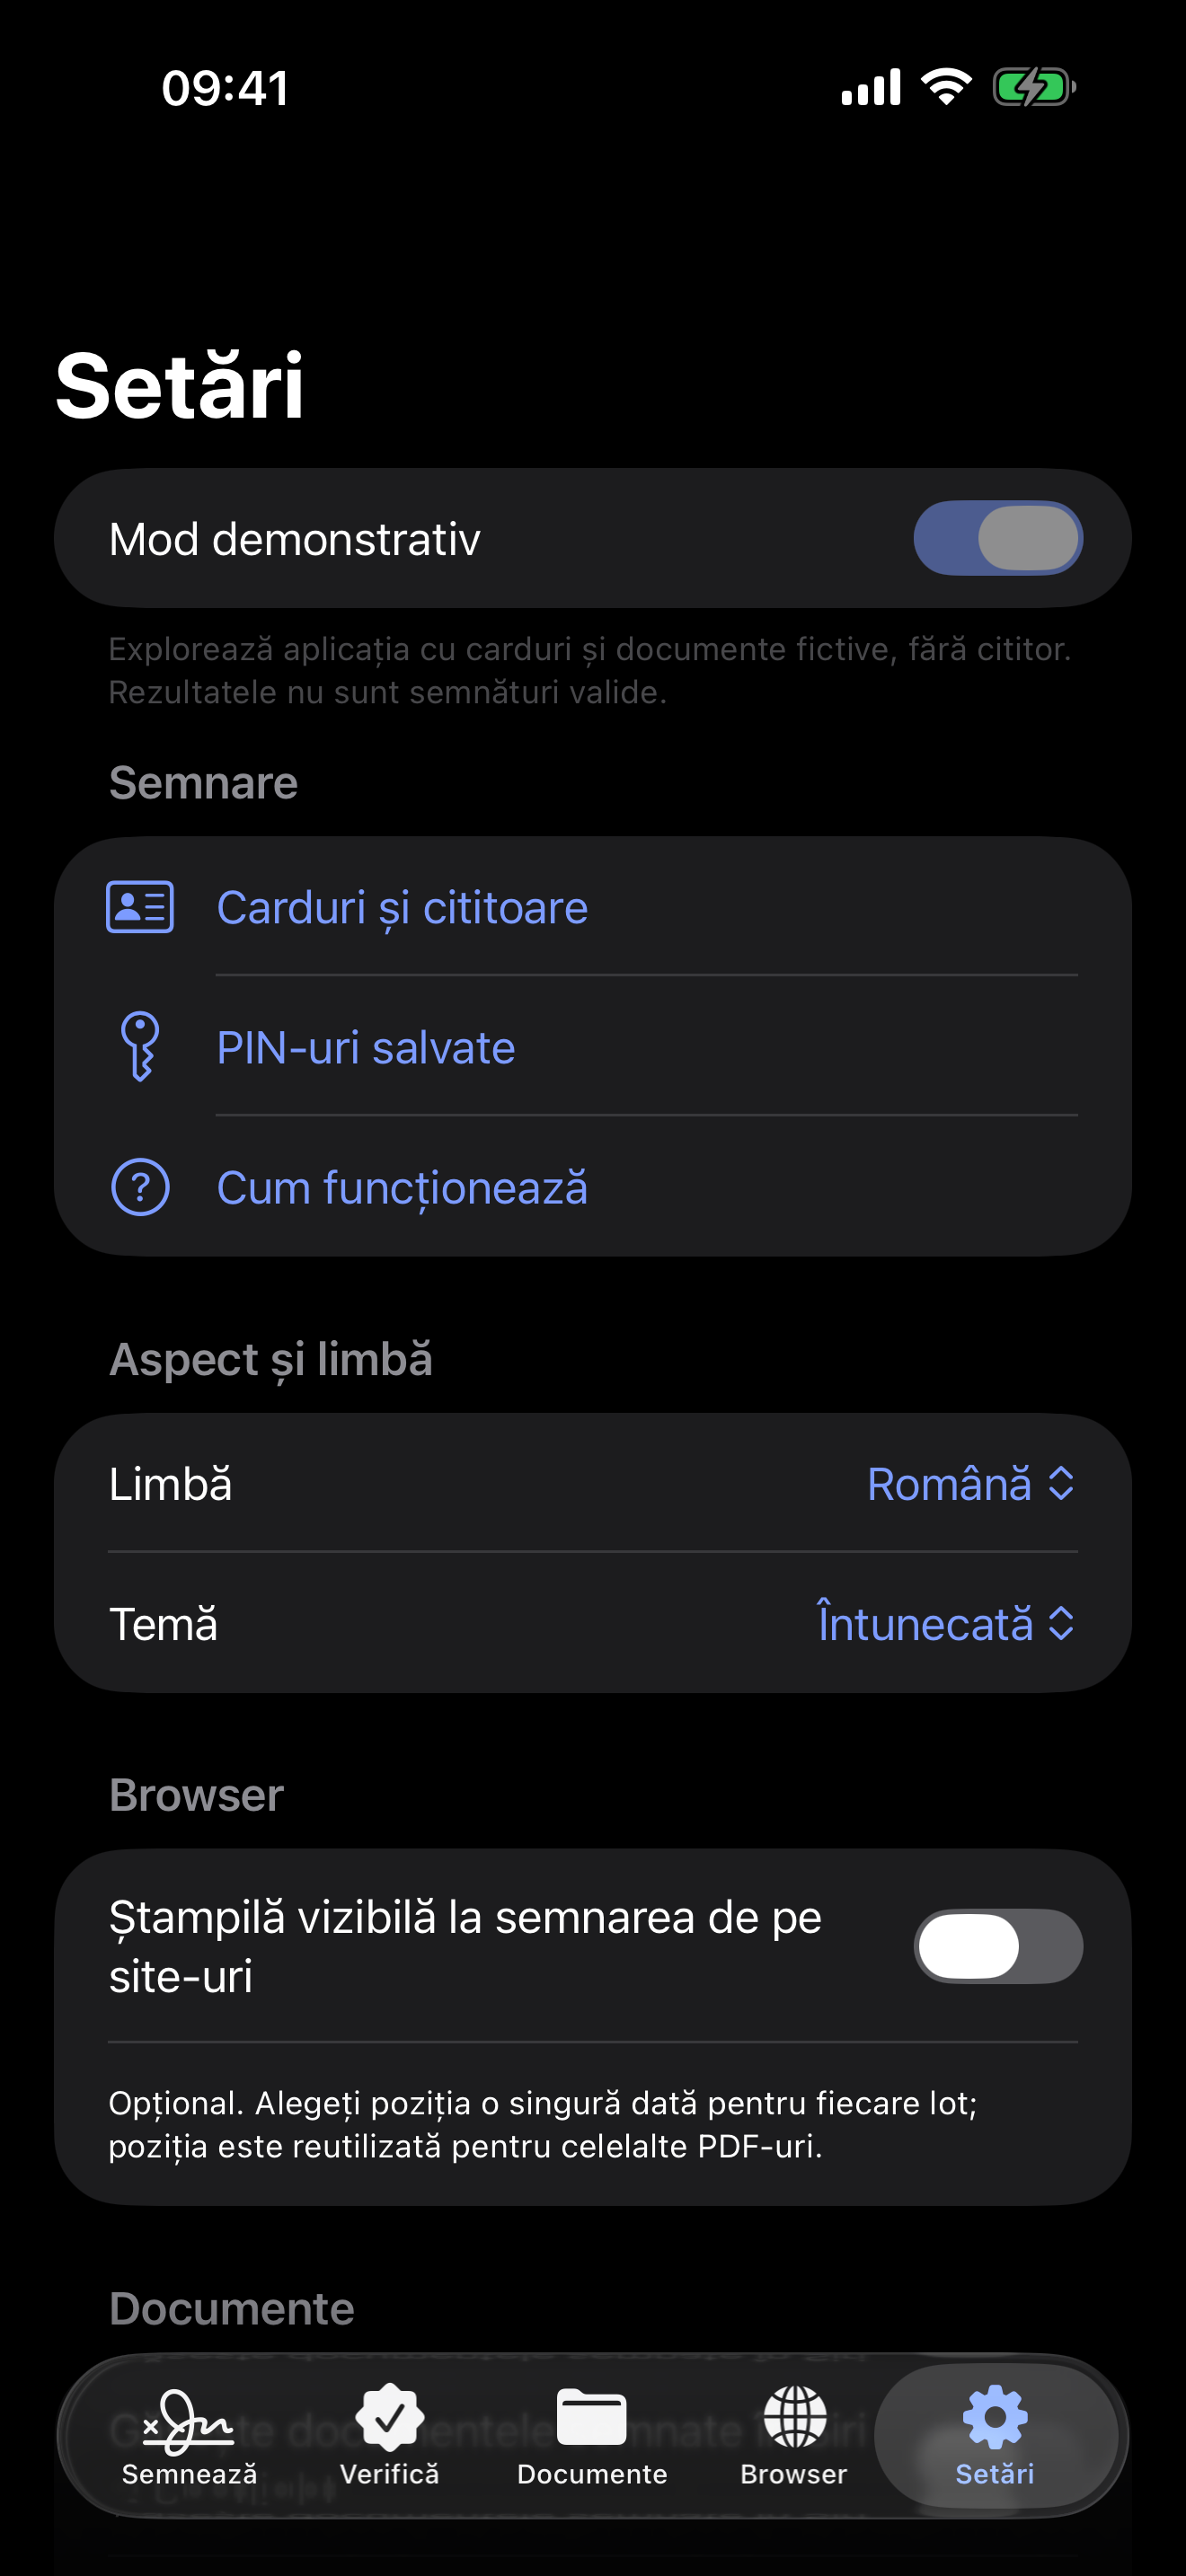 09:41
Setări
Mod demonstrativ
Explorează aplicația cu carduri și documente fictive, fără cititor.
Rezultatele nu sunt semnături valide.
Semnare
Carduri și cititoare
PIN-uri salvate
Cum funcționează
Aspect și limbă
Limbă
Română
Temă
Întunecată
Browser
Ștampilă vizibilă la semnarea de pe
site-uri
Opțional. Alegeți poziția o singură dată pentru fiecare lot;
poziția este reutilizată pentru celelalte PDF-uri.
Documente
Semnează
Verifică
Documente
Browser
Setări